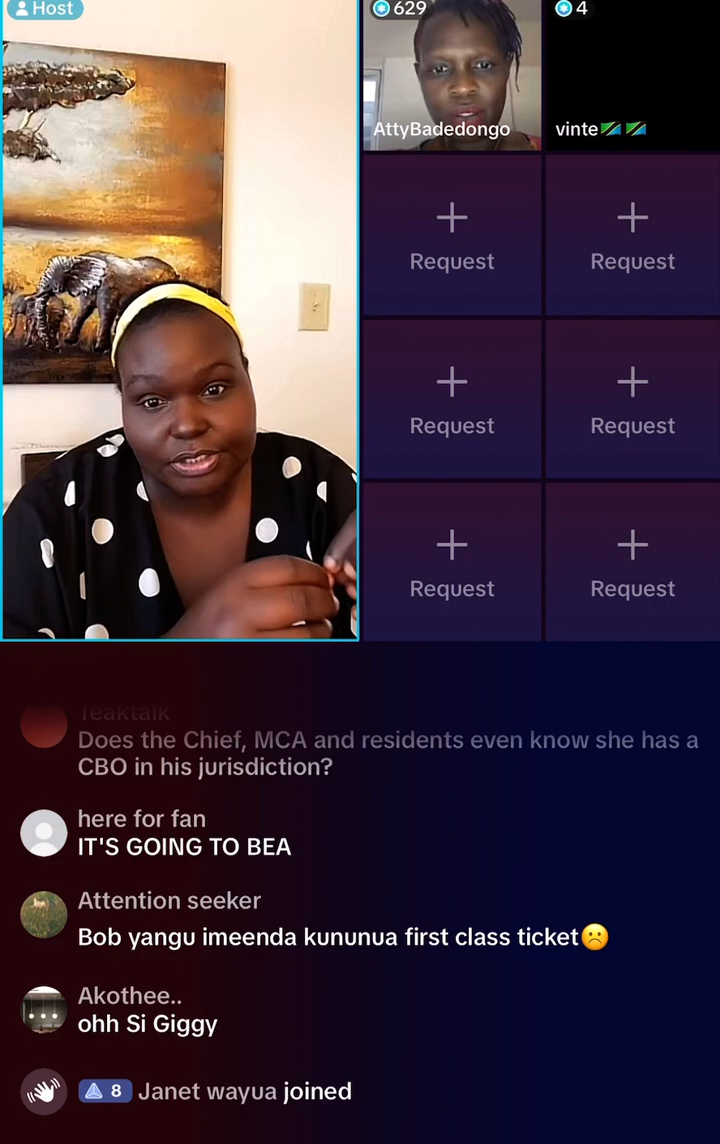 Host
629
4
AttyBadedongo
vinte🇹🇿 🇹🇿
Request
Request
Request
Request
Request
Request
Teaktalk
Does the Chief, MCA and residents even know she has a
CBO in his jurisdiction?
here for fan
IT'S GOING TO BEA
Attention seeker
Bob yangu imeenda kununua first class ticket☹️
Akothee..
ohh Si Giggy
8 Janet wayua joined